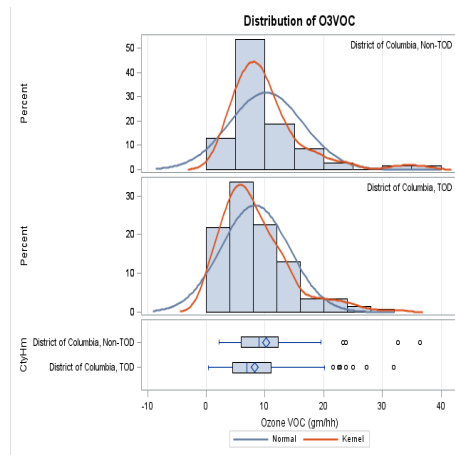 Distribution of O3VOC
District of Columbia, Non-TOD
50
40
30
20
10
0
Percent
District of Columbia, TOD
30
20
10
0
Percent
CtyHm
District of Columbia, Non-TOD
District of Columbia, TOD
-10 0 10 20 30 40
Ozone VOC (gm/hh)
Normal Kernel